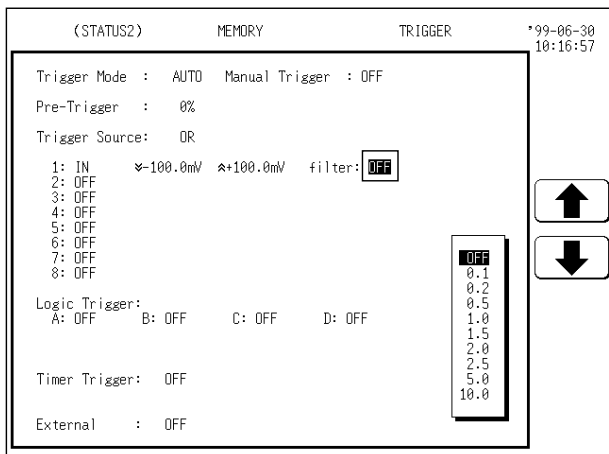 (STATUS2) MEMORY TRIGGER '99-06-30
10:16:57
Trigger Mode : AUTO Manual Trigger : OFF
Pre-Trigger : 0%
Trigger Source: OR
1: IN ⪾-100.0mV ⪽+100.0mV filter: OFF
2: OFF
3: OFF
4: OFF
5: OFF
6: OFF
7: OFF
8: OFF
Logic Trigger:
A: OFF B: OFF C: OFF D: OFF
Timer Trigger: OFF
External : OFF
OFF
0.1
0.2
0.5
1.0
1.5
2.0
2.5
5.0
10.0